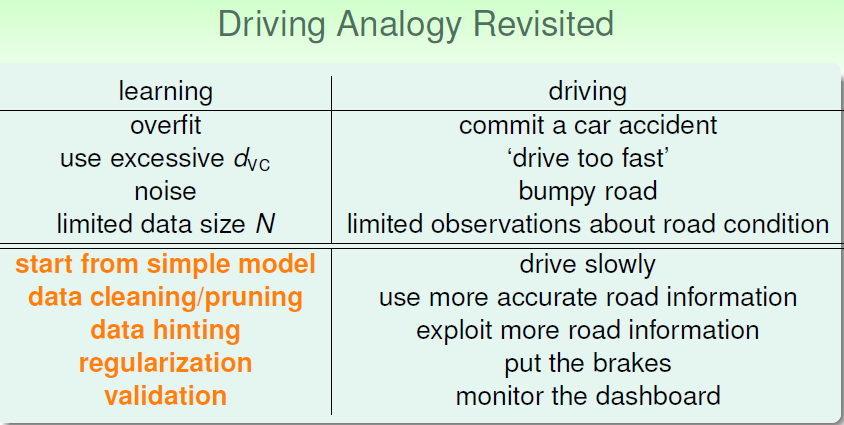 Driving Analogy Revisited
learning driving
overfit commit a car accident
use excessive dVC ‘drive too fast’
noise bumpy road
limited data size N limited observations about road condition
start from simple model drive slowly
data cleaning/pruning use more accurate road information
data hinting exploit more road information
regularization put the brakes
validation monitor the dashboard